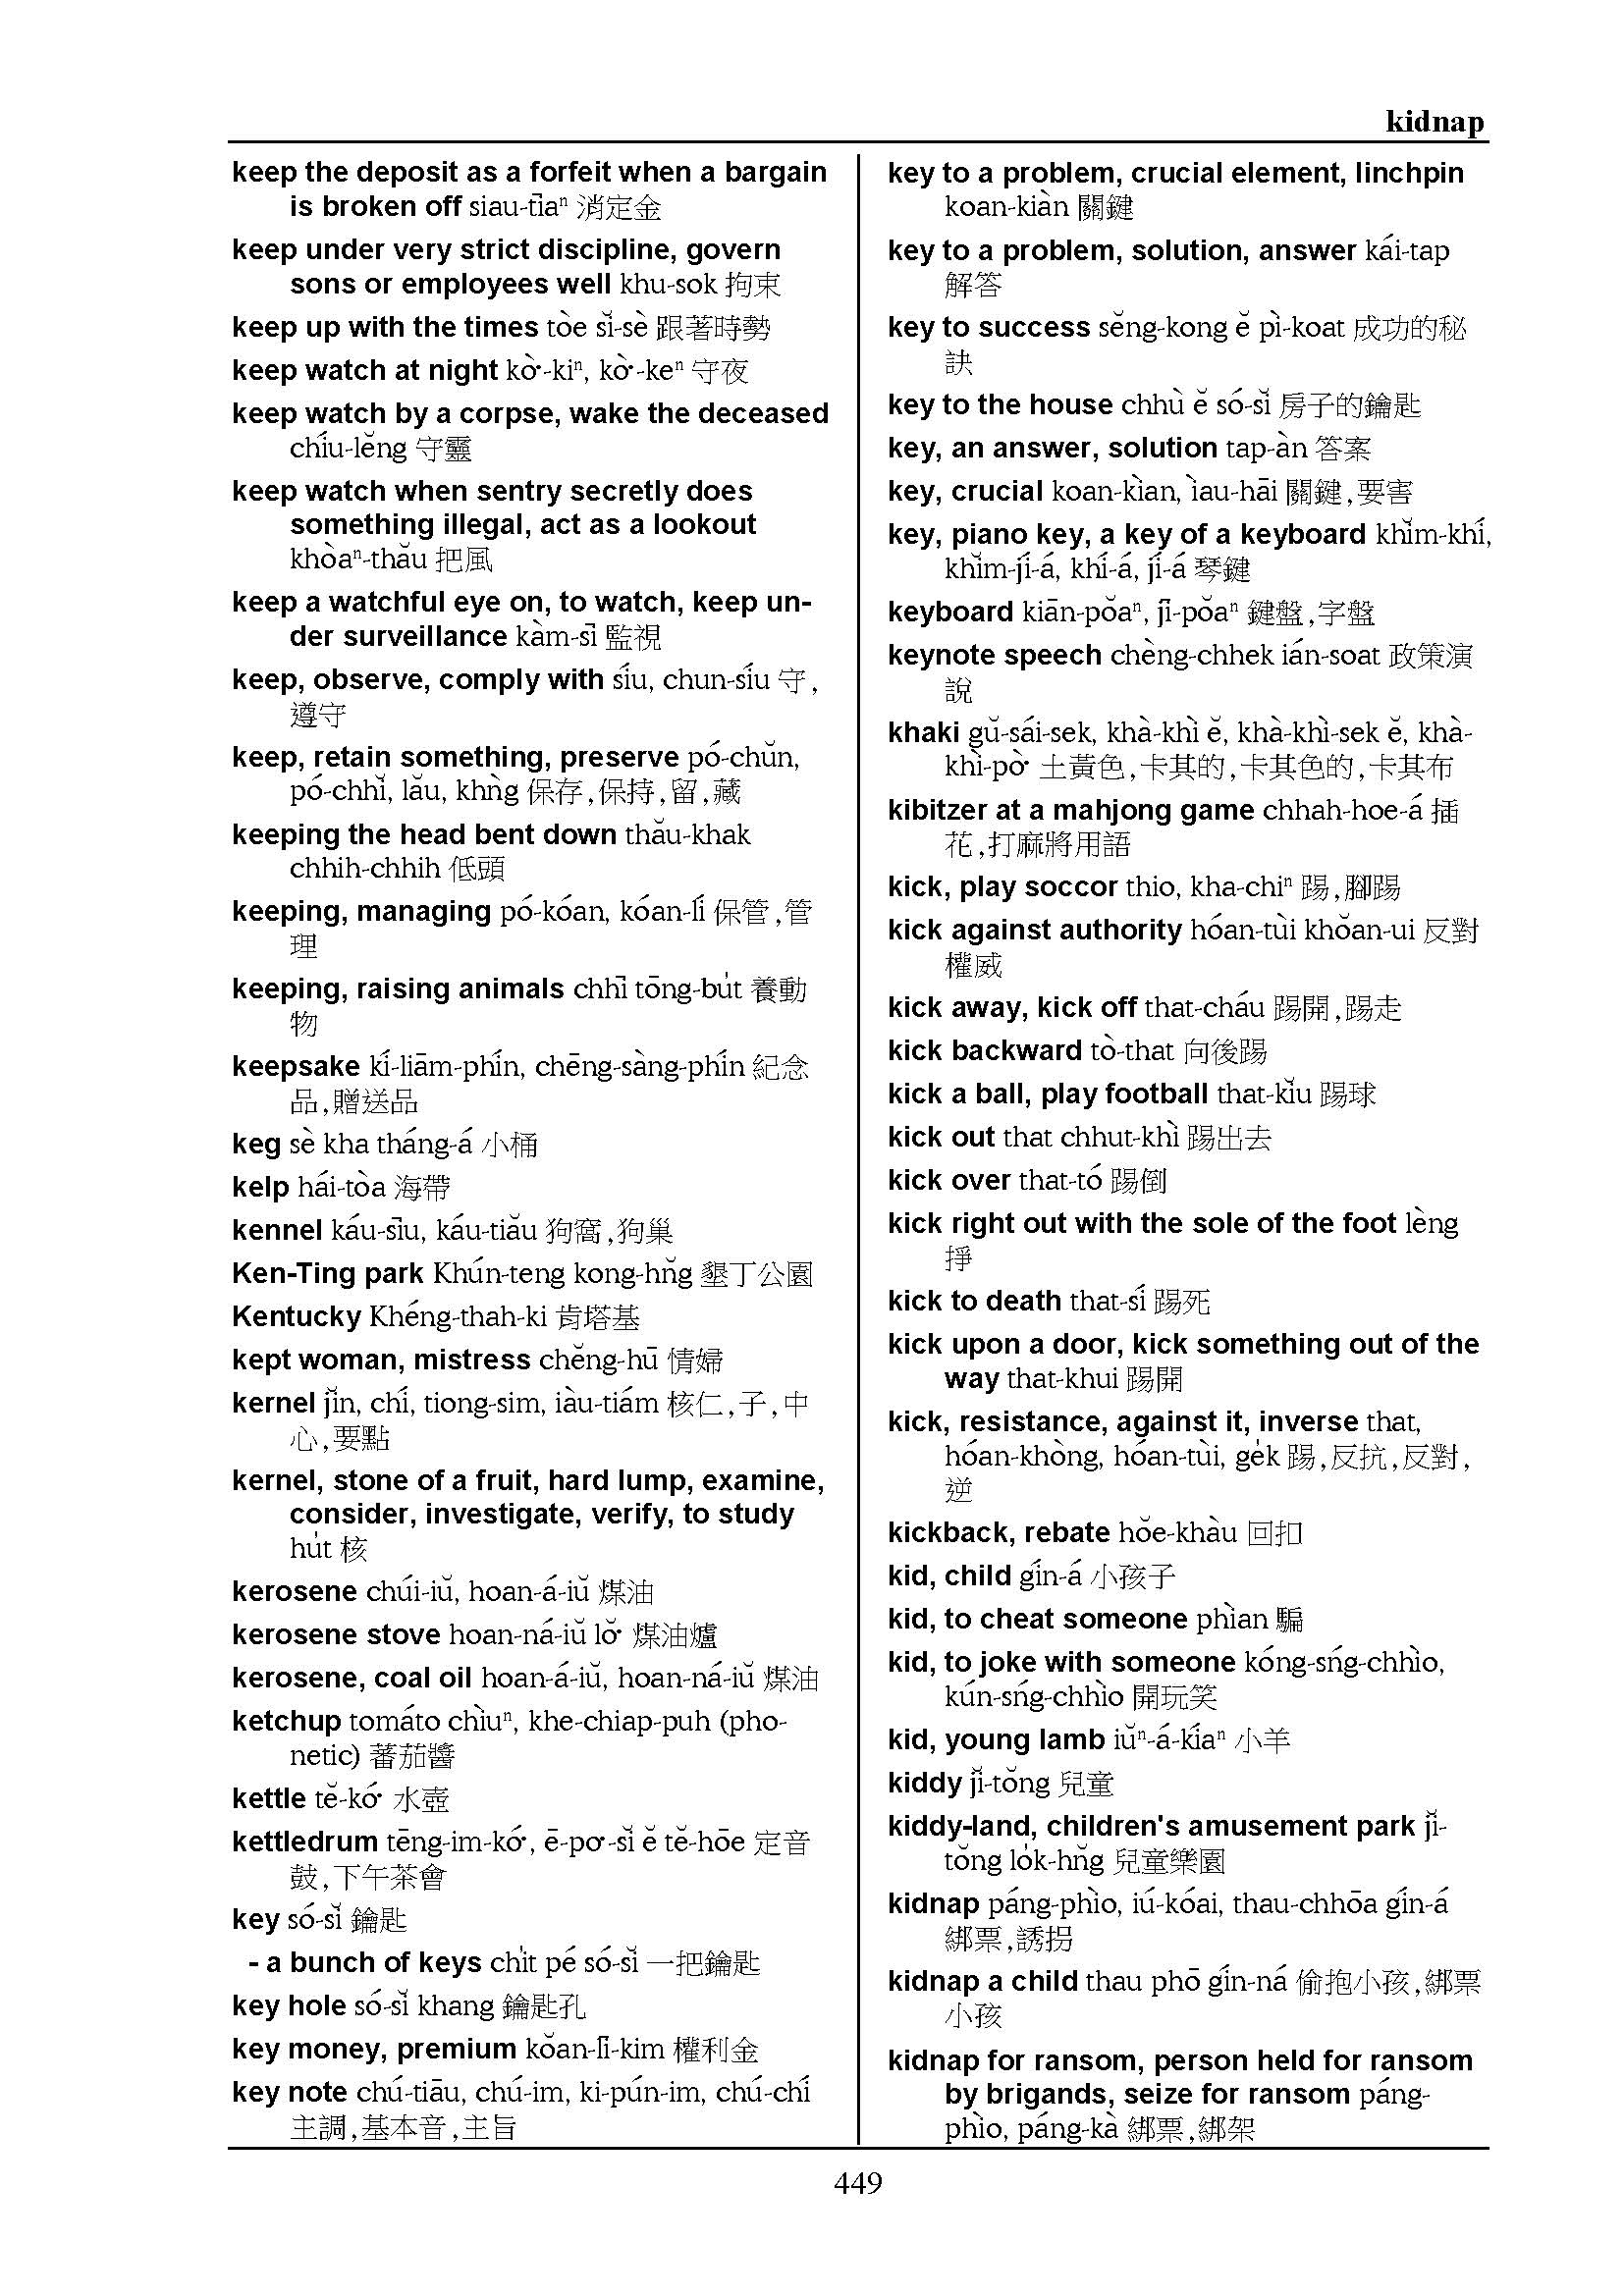 kidnap
keep the deposit as a forfeit when a bargain
is broken off siau-tīaⁿ 消定金
keep under very strict discipline, govern
sons or employees well khu-sok 拘束
keep up with the times tòe sĭ-sè 跟著時勢
keep watch at night kò͘-kiⁿ, kò͘-keⁿ 守夜
keep watch by a corpse, wake the deceased
chíu-lĕng 守靈
keep watch when sentry secretly does
something illegal, act as a lookout
khòaⁿ-thău 把風
keep a watchful eye on, to watch, keep un-
der surveillance kàm-sī 監視
keep, observe, comply with síu, chun-síu 守,
遵守
keep, retain something, preserve pó-chŭn,
pó-chhĭ, lău, khǹg 保存,保持,留,藏
keeping the head bent down thău-khak
chhih-chhih 低頭
keeping, managing pó-kóan, kóan-lí 保管,管
理
keeping, raising animals chhī tōng-bu̍t 養動
物
keepsake kí-liām-phín, chēng-sàng-phín 紀念
品,贈送品
keg sè kha tháng-á 小桶
kelp hái-tòa 海帶
kennel káu-sīu, káu-tiău 狗窩,狗巢
Ken-Ting park Khún-teng kong-hn̆g 墾丁公園
Kentucky Khéng-thah-ki 肯塔基
kept woman, mistress chĕng-hū 情婦
kernel jĭn, chí, tiong-sim, iàu-tiám 核仁,子,中
心,要點
kernel, stone of a fruit, hard lump, examine,
consider, investigate, verify, to study
hu̍t 核
kerosene chúi-iŭ, hoan-á-iŭ 煤油
kerosene stove hoan-ná-iŭ lŏ͘ 煤油爐
kerosene, coal oil hoan-á-iŭ, hoan-ná-iŭ 煤油
ketchup tomáto chìuⁿ, khe-chiap-puh (pho-
netic) 蕃茄醬
kettle tĕ-kó͘ 水壺
kettledrum tēng-im-kó͘, ē-po͘-sĭ ĕ tĕ-hōe 定音
鼓,下午茶會
key só-sĭ 鑰匙
- a bunch of keys chi̍t pé só-sĭ 一把鑰匙
key hole só-sĭ khang 鑰匙孔
key money, premium kŏan-lī-kim 權利金
key note chú-tiāu, chú-im, ki-pún-im, chú-chí
主調,基本音,主旨
key to a problem, crucial element, linchpin
koan-kiàn 關鍵
key to a problem, solution, answer kái-tap
解答
key to success sĕng-kong ĕ pì-koat 成功的秘
訣
key to the house chhù ĕ só-sĭ 房子的鑰匙
key, an answer, solution tap-àn 答案
key, crucial koan-kìan, ìau-hāi 關鍵,要害
key, piano key, a key of a keyboard khĭm-khí,
khĭm-jí-á, khí-á, jí-á 琴鍵
keyboard kiān-pŏaⁿ, jī-pŏaⁿ 鍵盤,字盤
keynote speech chèng-chhek ián-soat 政策演
說
khaki gŭ-sái-sek, khà-khì ĕ, khà-khì-sek ĕ, khà-
khì-pò͘ 土黃色,卡其的,卡其色的,卡其布
kibitzer at a mahjong game chhah-hoe-á 插
花,打麻將用語
kick, play soccor thio, kha-chiⁿ 踢,腳踢
kick against authority hóan-tùi khŏan-ui 反對
權威
kick away, kick off that-cháu 踢開,踢走
kick backward tò-that 向後踢
kick a ball, play football that-kĭu 踢球
kick out that chhut-khì 踢出去
kick over that-tó 踢倒
kick right out with the sole of the foot lèng
掙
kick to death that-sí 踢死
kick upon a door, kick something out of the
way that-khui 踢開
kick, resistance, against it, inverse that,
hóan-khòng, hóan-tùi, ge̍k 踢,反抗,反對,
逆
kickback, rebate hŏe-khàu 回扣
kid, child gín-á 小孩子
kid, to cheat someone phìan 騙
kid, to joke with someone kóng-sńg-chhìo,
kún-sńg-chhìo 開玩笑
kid, young lamb iŭⁿ-á-kíaⁿ 小羊
kiddy jĭ-tŏng 兒童
kiddy-land, children's amusement park jĭ-
tŏng lo̍k-hn̆g 兒童樂園
kidnap páng-phìo, iú-kóai, thau-chhōa gín-á
綁票,誘拐
kidnap a child thau phō gín-ná 偷抱小孩,綁票
小孩
kidnap for ransom, person held for ransom
by brigands, seize for ransom páng-
phìo, páng-kà 綁票,綁架
449